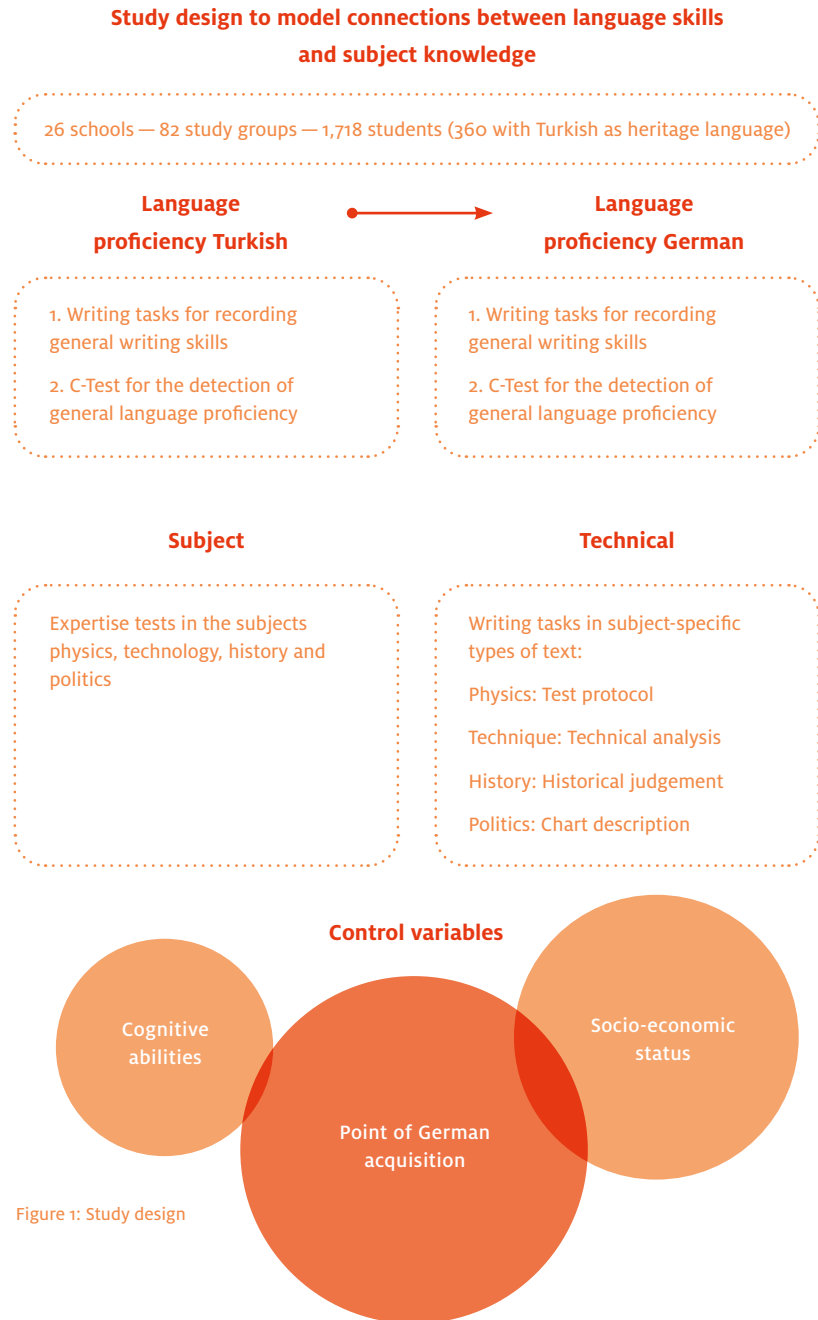 Study design to model connections between language skills
and subject knowledge
26 schools — 82 study groups — 1,718 students (360 with Turkish as heritage language)
Language
proficiency Turkish
Language
proficiency German
1. Writing tasks for recording
general writing skills
2. C-Test for the detection of
general language proficiency
1. Writing tasks for recording
general writing skills
2. C-Test for the detection of
general language proficiency
Subject
Technical
Expertise tests in the subjects
physics, technology, history and
politics
Writing tasks in subject-specific
types of text:
Physics: Test protocol
Technique: Technical analysis
History: Historical judgement
Politics: Chart description
Control variables
Cognitive
abilities
Socio-economic
status
Point of German
acquisition
Figure 1: Study design